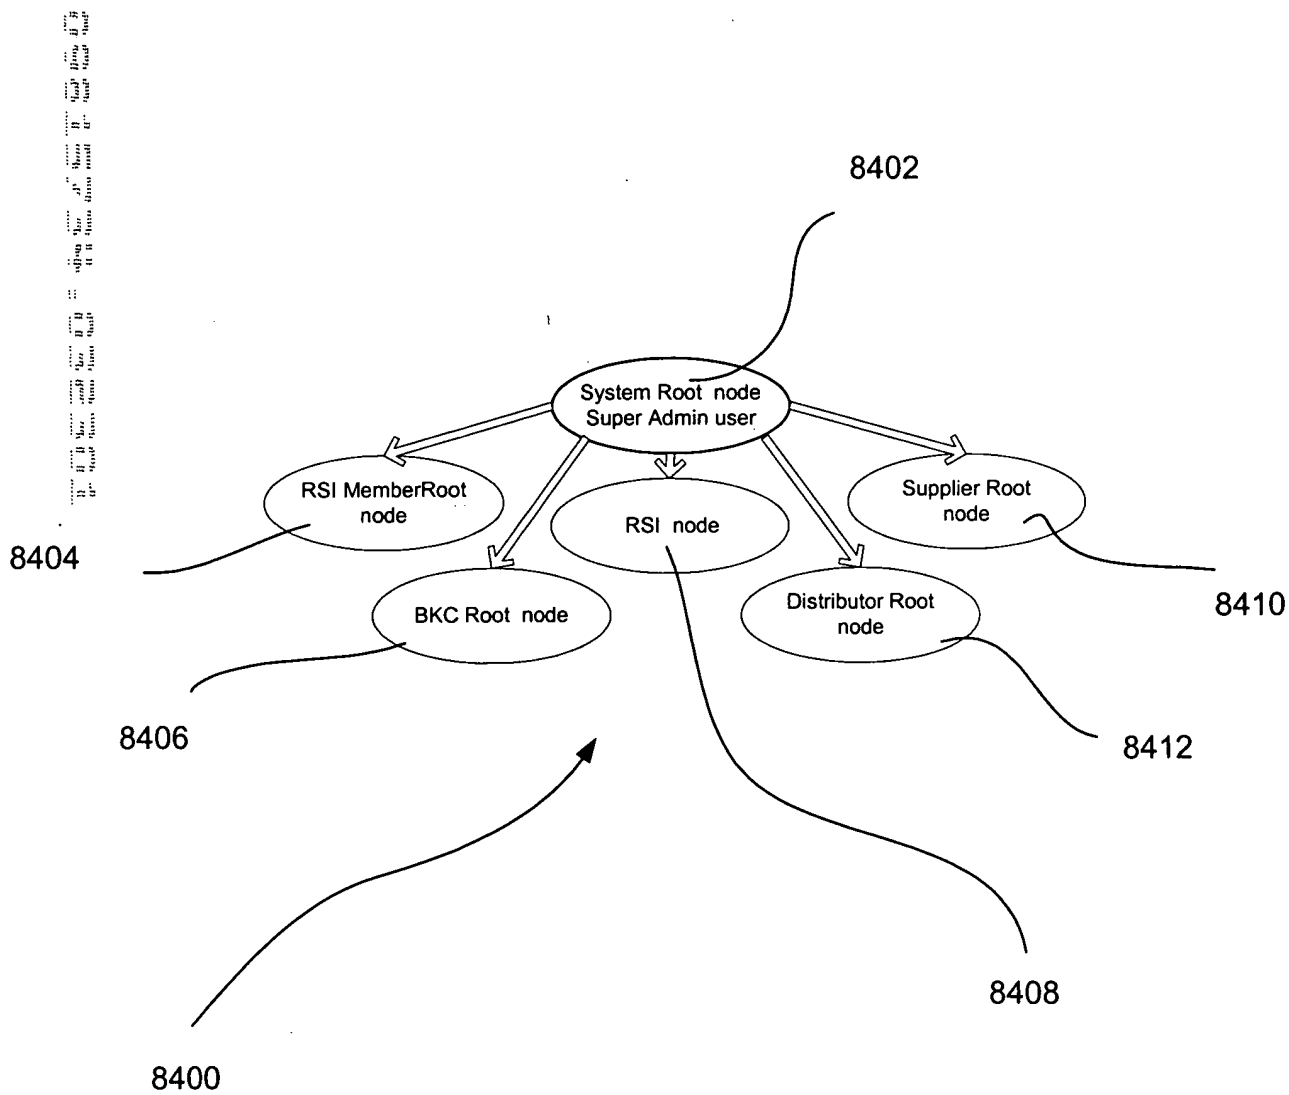 8402
System Root node
Super Admin user
RSI MemberRoot
node
RSI node
Supplier Root
node
8404
BKC Root node
Distributor Root
node
8410
8406
8412
8408
8400